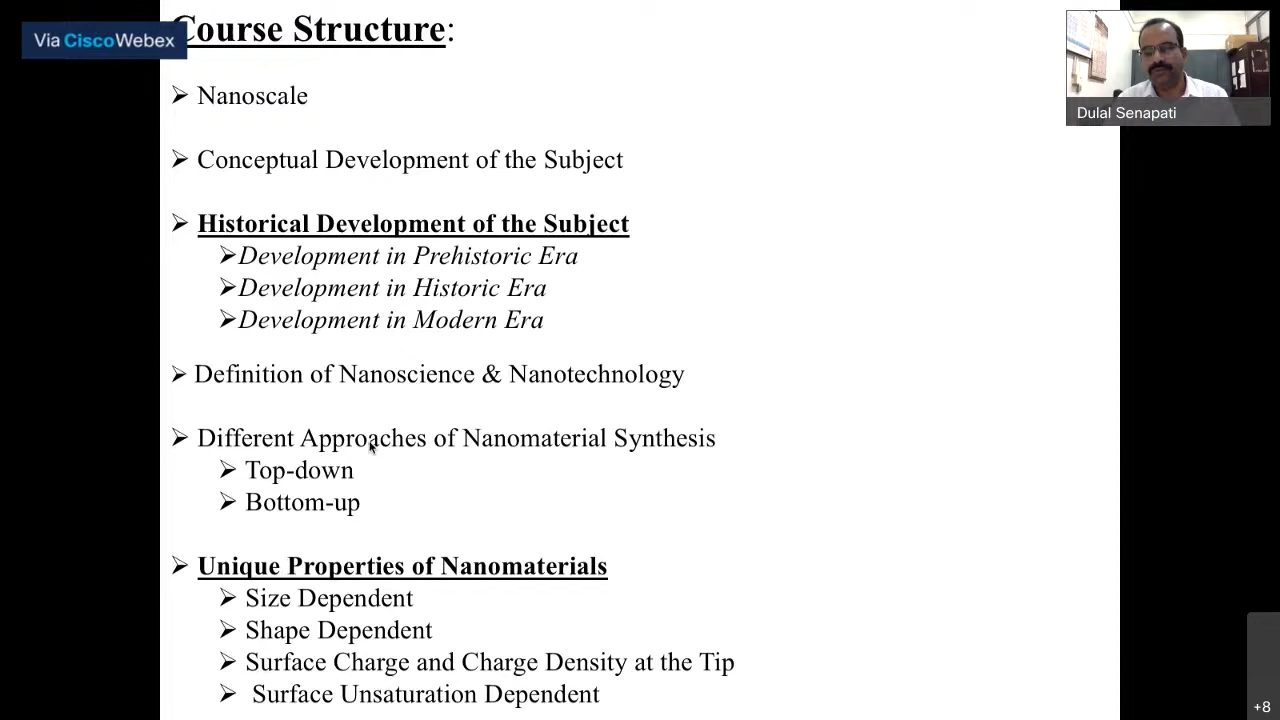 Via CiscoWebex
Course Structure:
Dulal Senapati
➢ Nanoscale
➢ Conceptual Development of the Subject
➢ Historical Development of the Subject
➢Development in Prehistoric Era
➢Development in Historic Era
➢Development in Modern Era
➢ Definition of Nanoscience & Nanotechnology
➢ Different Approaches of Nanomaterial Synthesis
➢ Top-down
➢ Bottom-up
➢ Unique Properties of Nanomaterials
➢ Size Dependent
➢ Shape Dependent
➢ Surface Charge and Charge Density at the Tip
➢ Surface Unsaturation Dependent
+8